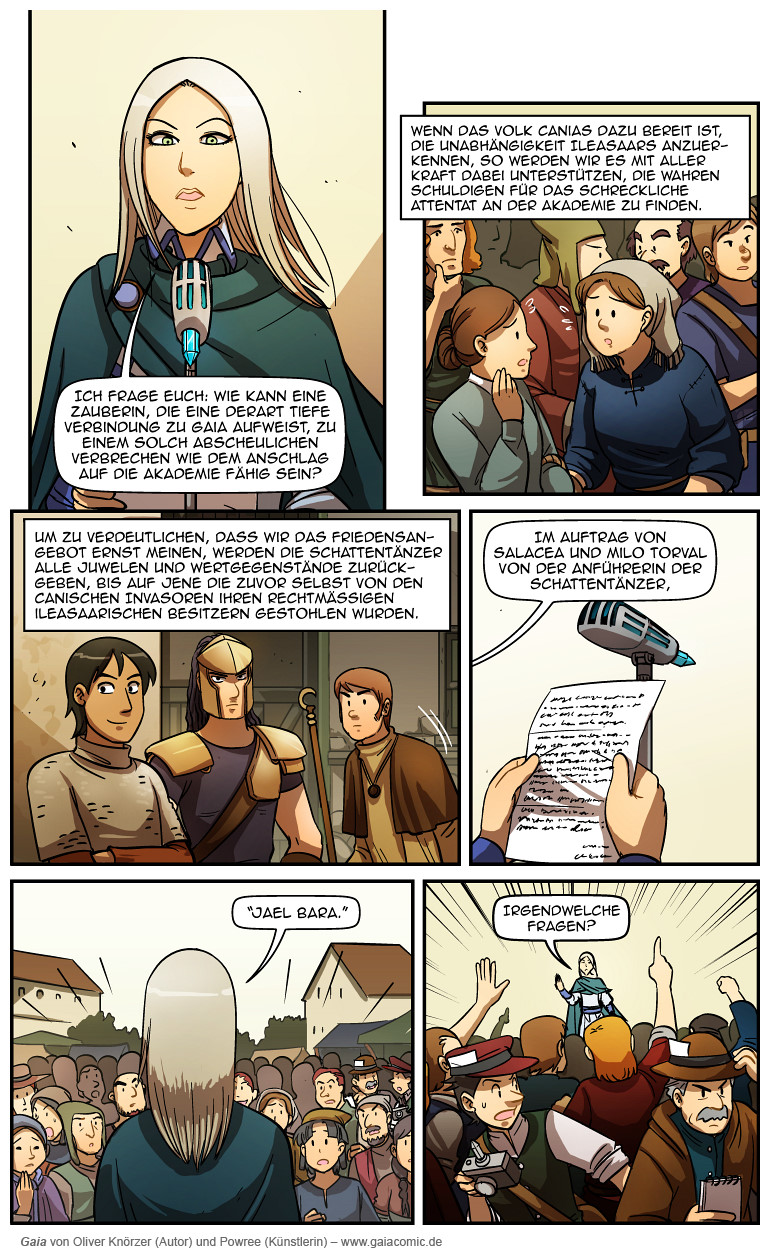 ICH FRAGE EUCH: WIE KANN EINE
ZAUBERIN, DIE EINE DERART TIEFE
VERBINDUNG ZU GAIA AUFWEIST, ZU
EINEM SOLCH ABSCHEULICHEN
VERBRECHEN WIE DEM ANSCHLAG
AUF DIE AKADEMIE FÄHIG SEIN?
WENN DAS VOLK CANIAS DAZU BEREIT IST,
DIE UNABHÄNGIGKEIT ILEASAARS ANZUER-
KENNEN, SO WERDEN WIR ES MIT ALLER
KRAFT DABEI UNTERSTÜTZEN, DIE WAHREN
SCHULDIGEN FÜR DAS SCHRECKLICHE
ATTENTAT AN DER AKADEMIE ZU FINDEN.
UM ZU VERDEUTLICHEN, DASS WIR DAS FRIEDENSAN-
GEBOT ERNST MEINEN, WERDEN DIE SCHATTENTÄNZER
ALLE JUWELEN UND WERTGEGENSTÄNDE ZURÜCK-
GEBEN, BIS AUF JENE DIE ZUVOR SELBST VON DEN
CANISCHEN INVASOREN IHREN RECHTMÄSSIGEN
ILEASAARISCHEN BESITZERN GESTOHLEN WURDEN.
IM AUFTRAG VON
SALACEA UND MILO TORVAL
VON DER ANFÜHRERIN DER
SCHATTENTÄNZER,
"JAEL BARA."
IRGENDWELCHE
FRAGEN?
Gaia von Oliver Knörzer (Autor) und Powree (Künstlerin) – www.gaiacomic.de